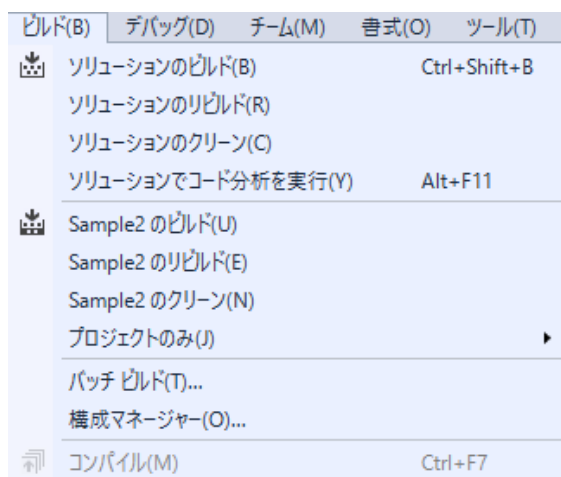 ビルド(B) デバッグ(D) チーム(M) 書式(O) ツール(T)
ソリューションのビルド(B) Ctrl+Shift+B
ソリューションのリビルド(R)
ソリューションのクリーン(C)
ソリューションでコード分析を実行(Y) Alt+F11
Sample2 のビルド(U)
Sample2 のリビルド(E)
Sample2 のクリーン(N)
プロジェクトのみ(J)
バッチ ビルド(T)...
構成マネージャー(O)...
コンパイル(M) Ctrl+F7